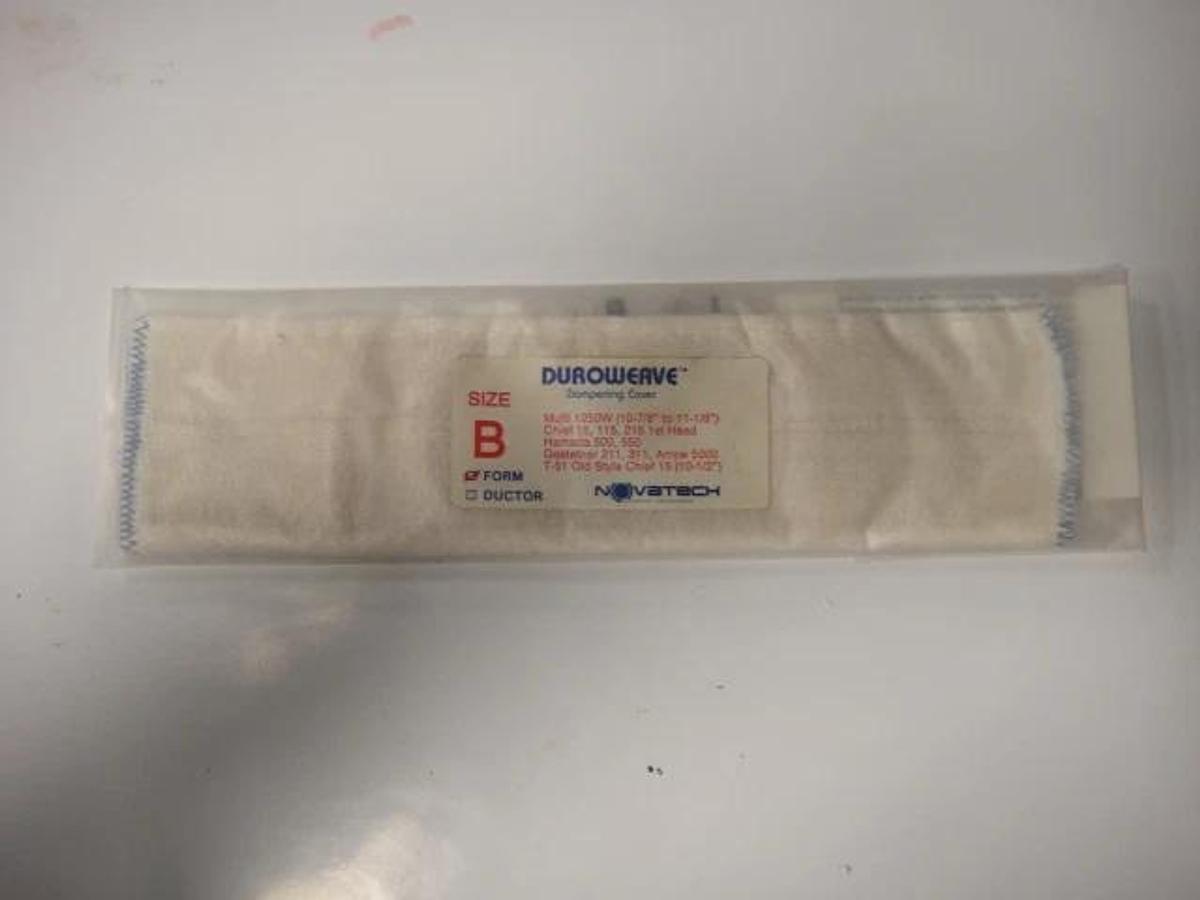 DUROWEAVE™
Dampening Cover
SIZE
B
Multi 1250W (10-7/8" to 11-1/8")
Chief 15, 115, 215 1st Head
Hamada 500, 550
Gestetner 211, 311, Arrow 5000
T-51 Old Style Chief 15 (10-1/2")
FORM
DUCTOR
NOVATECH